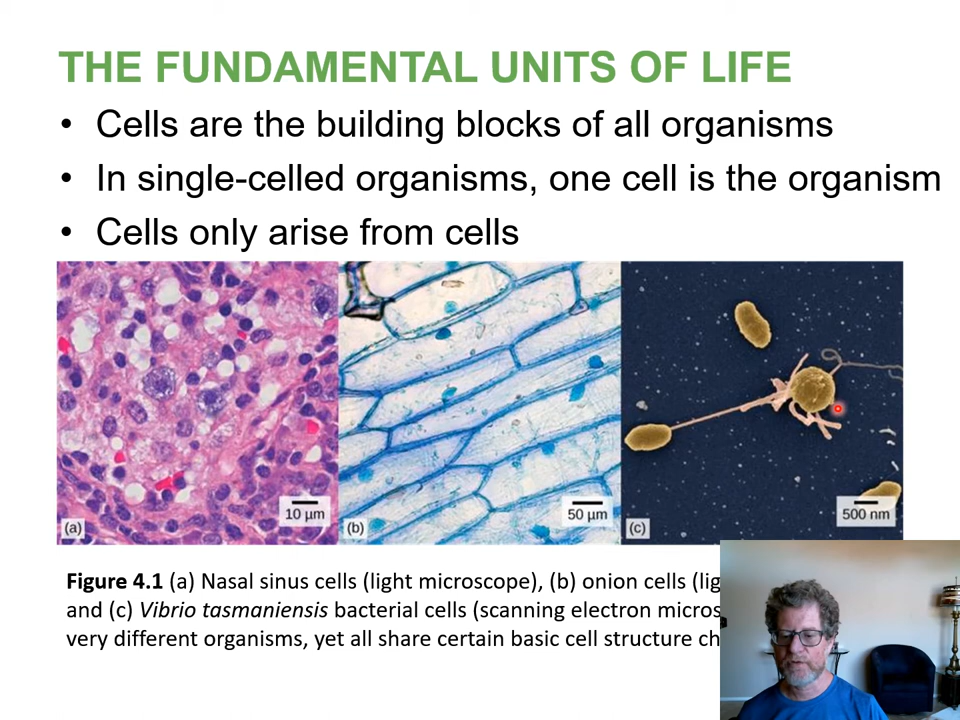 THE FUNDAMENTAL UNITS OF LIFE
• Cells are the building blocks of all organisms
• In single-celled organisms, one cell is the organism
• Cells only arise from cells
(a) 10 µm
(b) 50 µm
(c) 500 nm
Figure 4.1 (a) Nasal sinus cells (light microscope), (b) onion cells
and (c) Vibrio tasmaniensis bacterial cells (scanning electron
very different organisms, yet all share certain basic cell structure